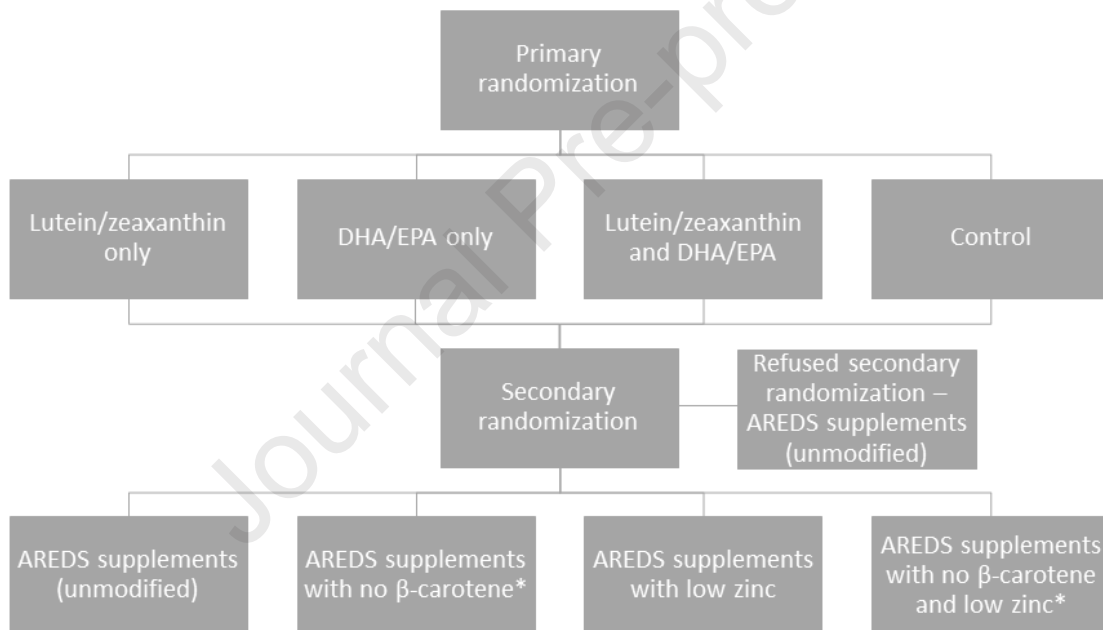 Primary
randomization
Lutein/zeaxanthin
only
DHA/EPA only
Lutein/zeaxanthin
and DHA/EPA
Control
Secondary
randomization
Refused secondary
randomization –
AREDS supplements
(unmodified)
AREDS supplements
(unmodified)
AREDS supplements
with no β-carotene*
AREDS supplements
with low zinc
AREDS supplements
with no β-carotene
and low zinc*
Journal Pre-pr